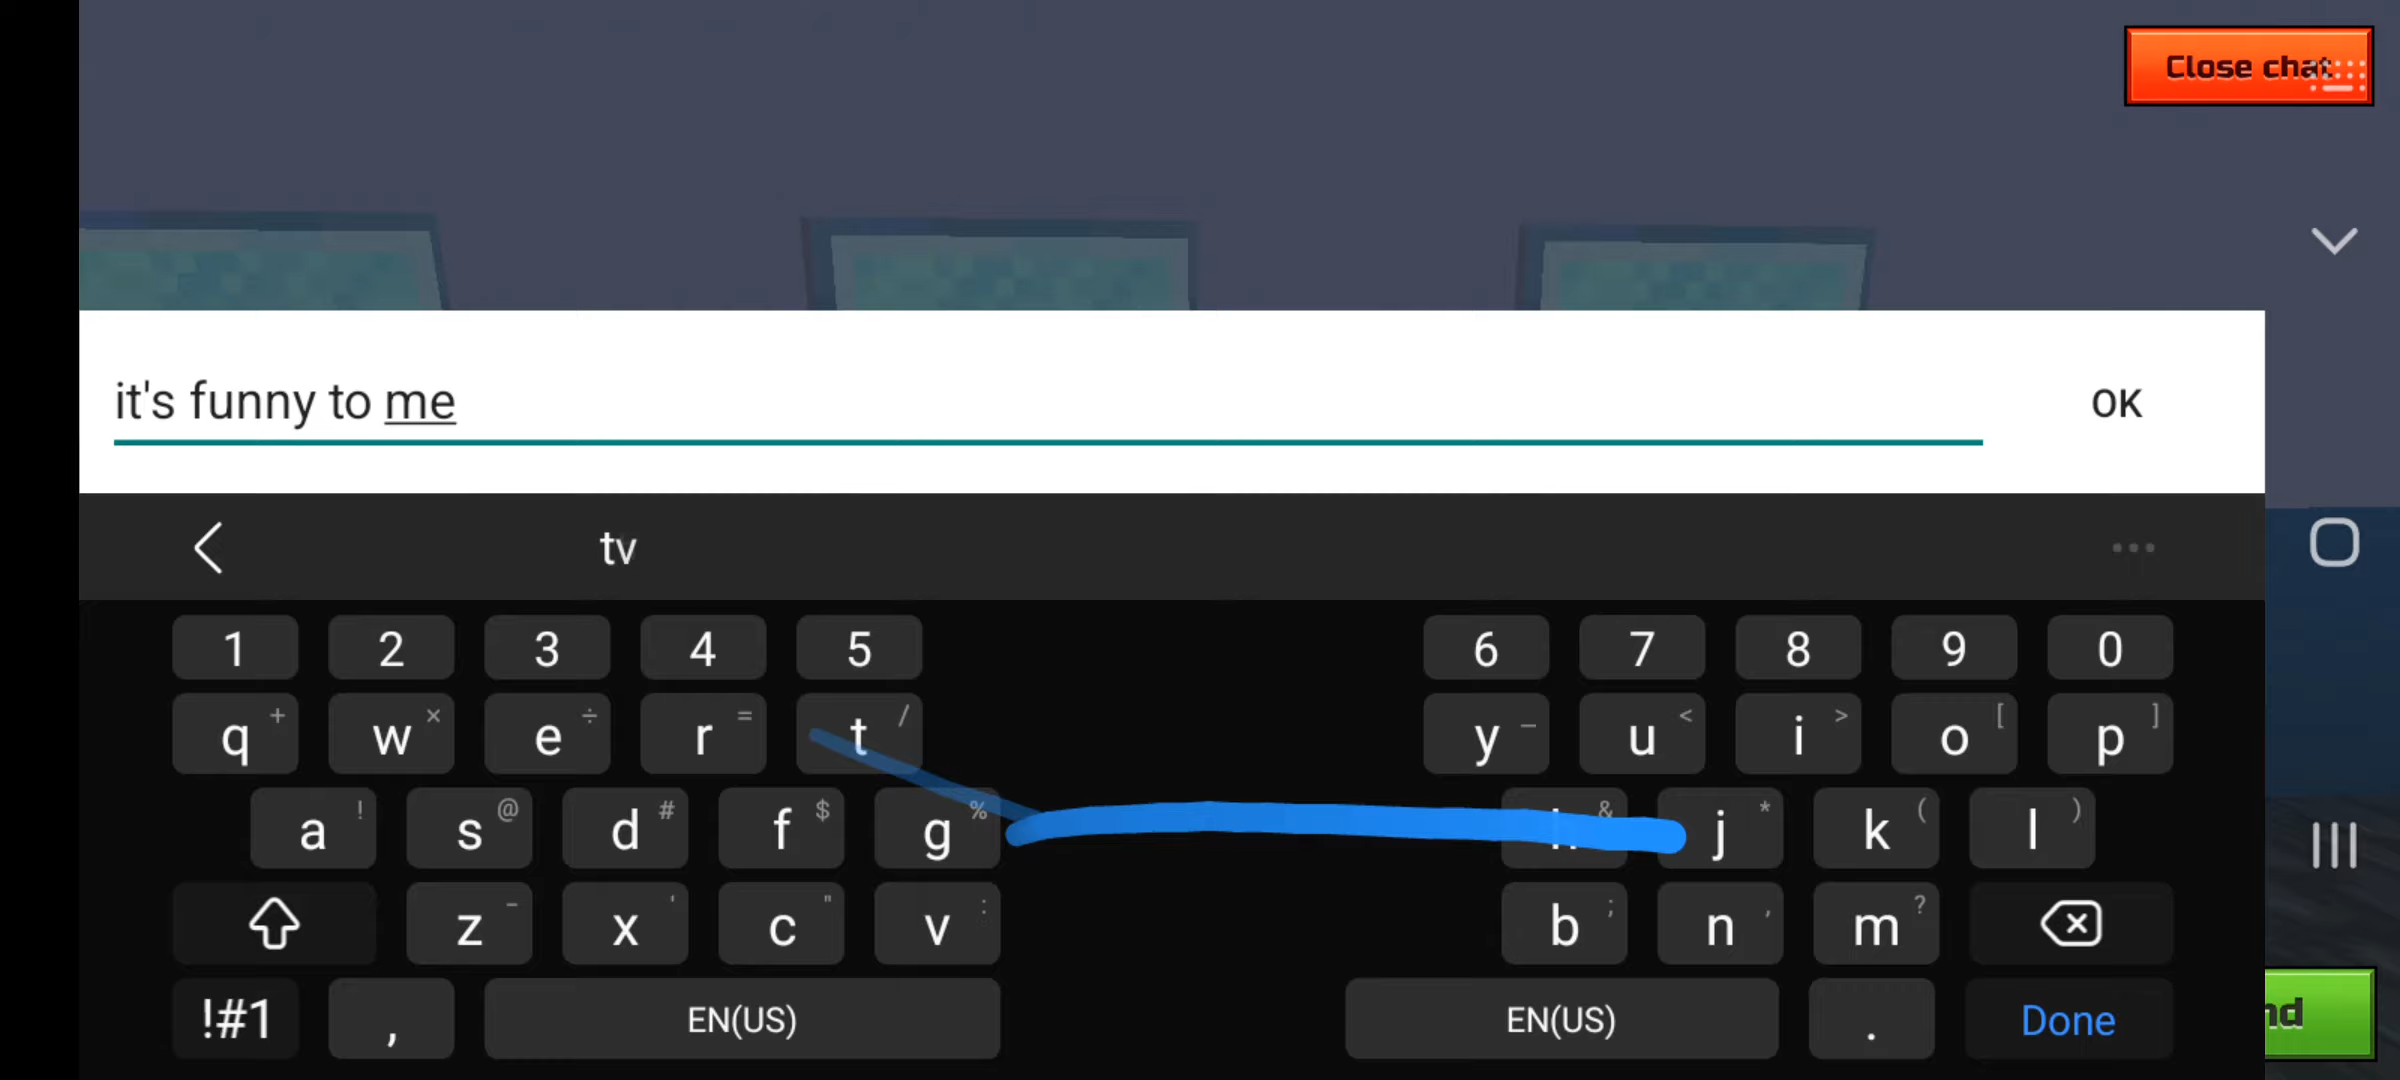 Close chat
it's funny to me
OK
tv
1 2 3 4 5 6 7 8 9 0
q + w × e ÷ r = t / y _ u < i > o [ p ]
a ! s @ d # f $ g % & j * k ( l )
z - x ' c " v : b ; n , m ?
!#1 , EN(US) EN(US) . Done